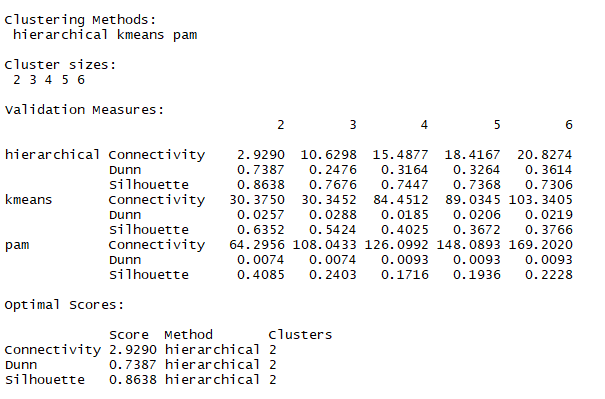 Clustering Methods:
 hierarchical kmeans pam
Cluster sizes:
 2 3 4 5 6
Validation Measures:
                                 2        3        4        5        6
hierarchical Connectivity   2.9290  10.6298  15.4877  18.4167  20.8274
             Dunn           0.7387   0.2476   0.3164   0.3264   0.3614
             Silhouette     0.8638   0.7676   0.7447   0.7368   0.7306
kmeans       Connectivity  30.3750  30.3452  84.4512  89.0345 103.3405
             Dunn           0.0257   0.0288   0.0185   0.0206   0.0219
             Silhouette     0.6352   0.5424   0.4025   0.3672   0.3766
pam          Connectivity  64.2956 108.0433 126.0992 148.0893 169.2020
             Dunn           0.0074   0.0074   0.0093   0.0093   0.0093
             Silhouette     0.4085   0.2403   0.1716   0.1936   0.2228
Optimal Scores:
             Score  Method       Clusters
Connectivity 2.9290 hierarchical 2
Dunn         0.7387 hierarchical 2
Silhouette   0.8638 hierarchical 2